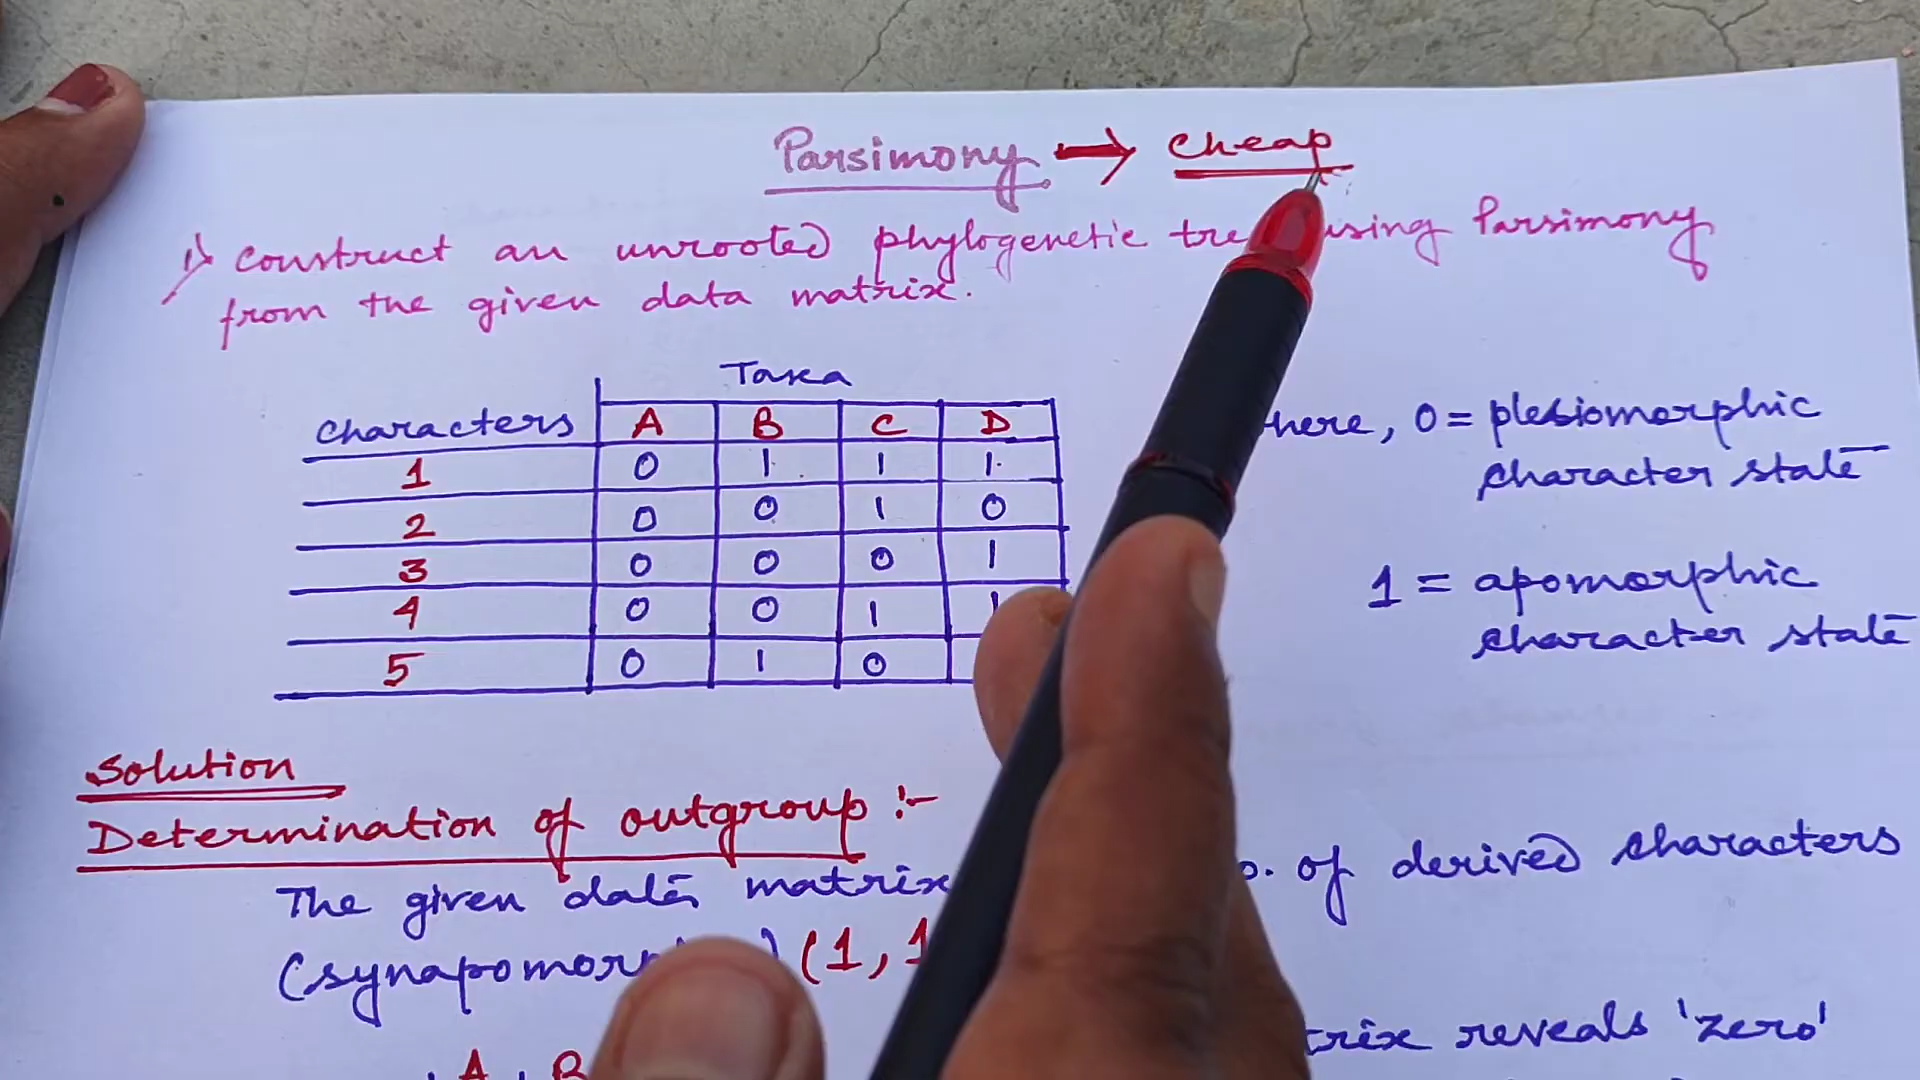 Parsimony → Cheap
1) Construct an unrooted phylogenetic using Parsimony
from the given data matrix.
Taxa
Characters A B C D
1 0 1 1 1
2 0 0 1 0
3 0 0 0 1
4 0 0 1 1
5 0 1 0
here, 0 = plesiomorphic
character state
1 = apomorphic
character state
Solution
Determination of outgroup :-
The given data matrix of derived characters
(1, 1
reveals 'zero'
A B